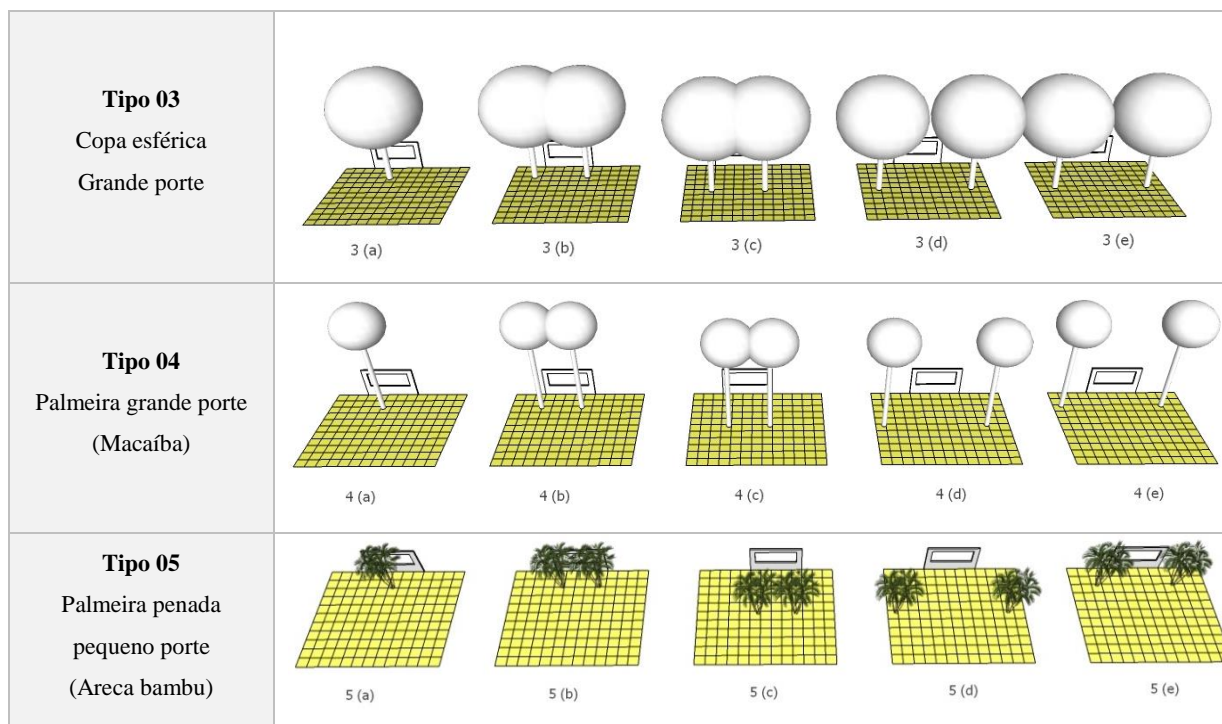 Tipo 03
Copa esférica
Grande porte
3 (a)
3 (b)
3 (c)
3 (d)
3 (e)
Tipo 04
Palmeira grande porte
(Macaíba)
4 (a)
4 (b)
4 (c)
4 (d)
4 (e)
Tipo 05
Palmeira penada
pequeno porte
(Areca bambu)
5 (a)
5 (b)
5 (c)
5 (d)
5 (e)